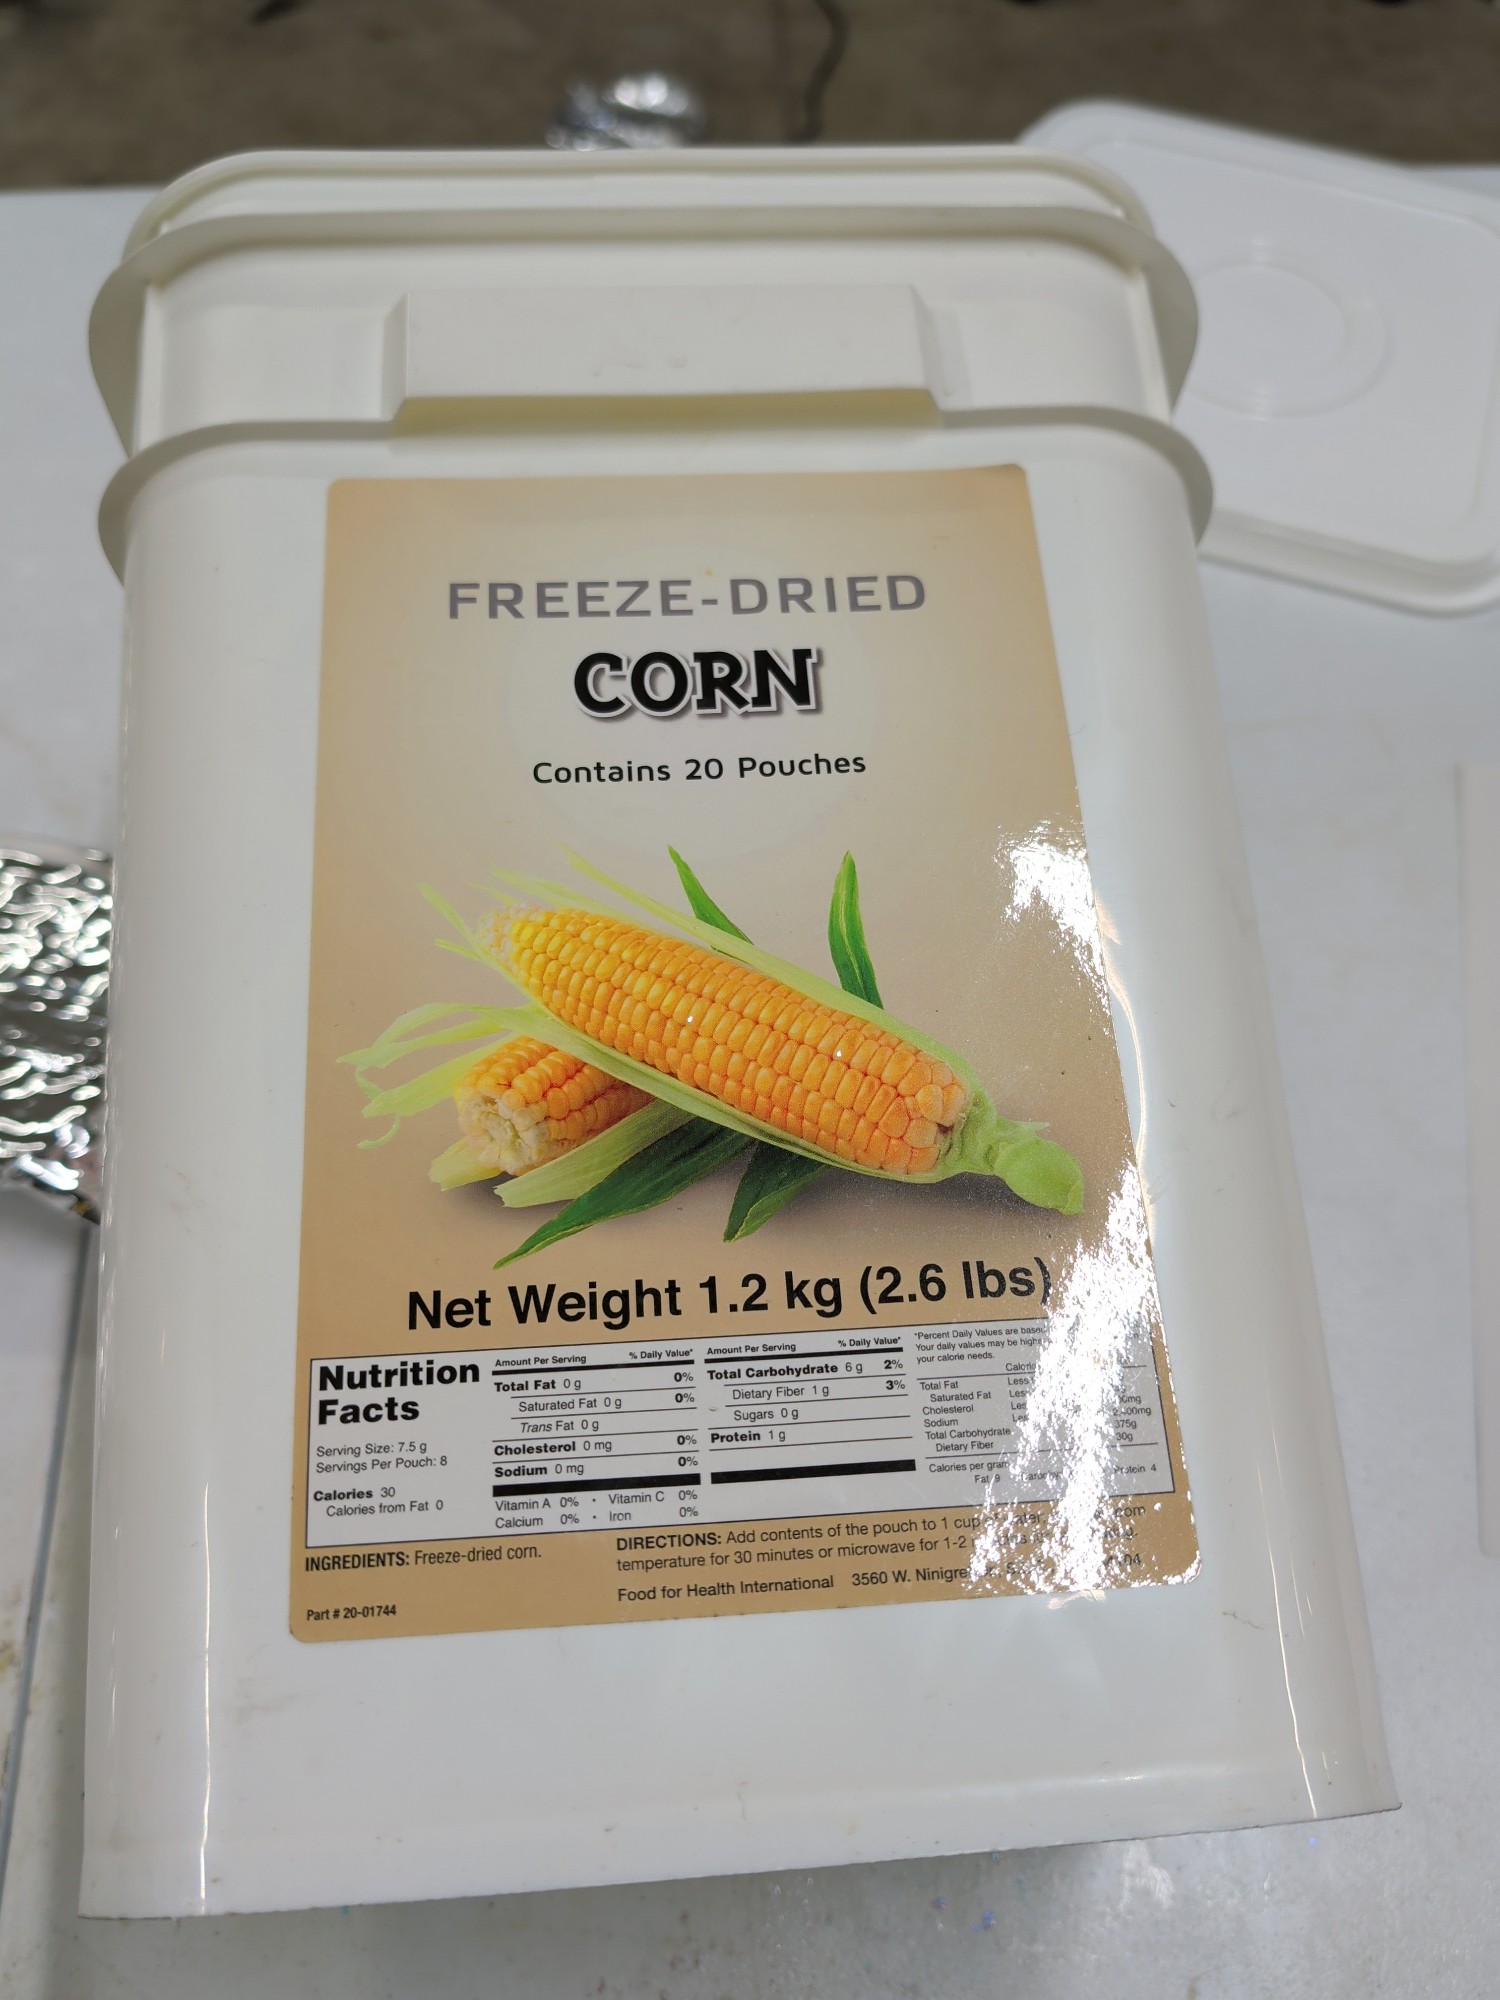 FREEZE-DRIED
CORN
Contains 20 Pouches
Net Weight 1.2 kg (2.6 lbs)
Nutrition
Facts
Serving Size: 7.5 g
Servings Per Pouch: 8
Calories 30
Calories from Fat 0
Amount Per Serving % Daily Value*
Total Fat 0 g 0%
Saturated Fat 0 g 0%
Trans Fat 0 g
Cholesterol 0 mg 0%
Sodium 0 mg 0%
Vitamin A 0% • Vitamin C 0%
Calcium 0% • Iron 0%
Amount Per Serving % Daily Value*
Total Carbohydrate 6 g 2%
Dietary Fiber 1 g 3%
Sugars 0 g
Protein 1 g
*Percent Daily Values are
Your daily values may be
your calorie needs.
Total Fat
Saturated Fat
Cholesterol
Sodium
Total Carbohydrate 375g
Dietary Fiber 30g
Calories per
Fat 9 Protein 4
INGREDIENTS: Freeze-dried corn.
DIRECTIONS: Add contents of the pouch to 1 cup
temperature for 30 minutes or microwave for 1-2
Food for Health International 3560 W.
Part # 20-01744